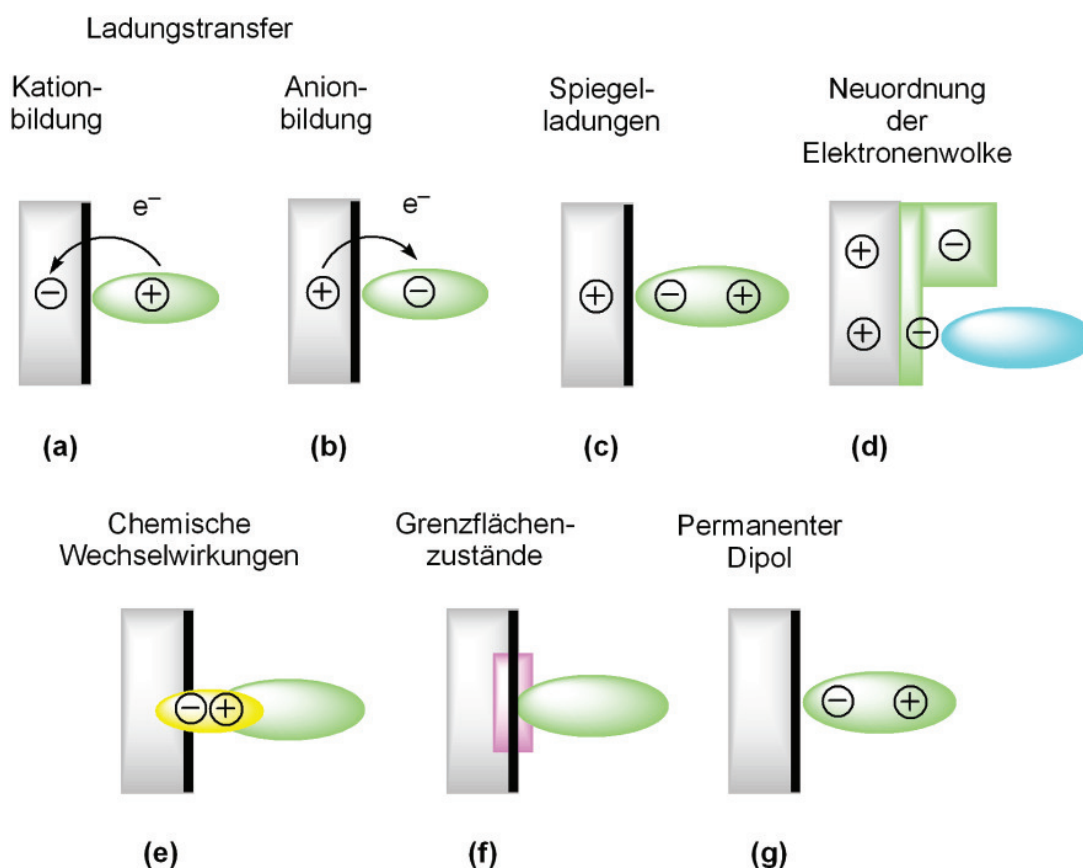 Ladungstransfer
Kation-
bildung
Anion-
bildung
Spiegel-
ladungen
Neuordnung
der
Elektronenwolke
e⁻
e⁻
− +
+ −
+ − +
+ −
+ −
(a)
(b)
(c)
(d)
Chemische
Wechselwirkungen
Grenzflächen-
zustände
Permanenter
Dipol
− +
− +
(e)
(f)
(g)